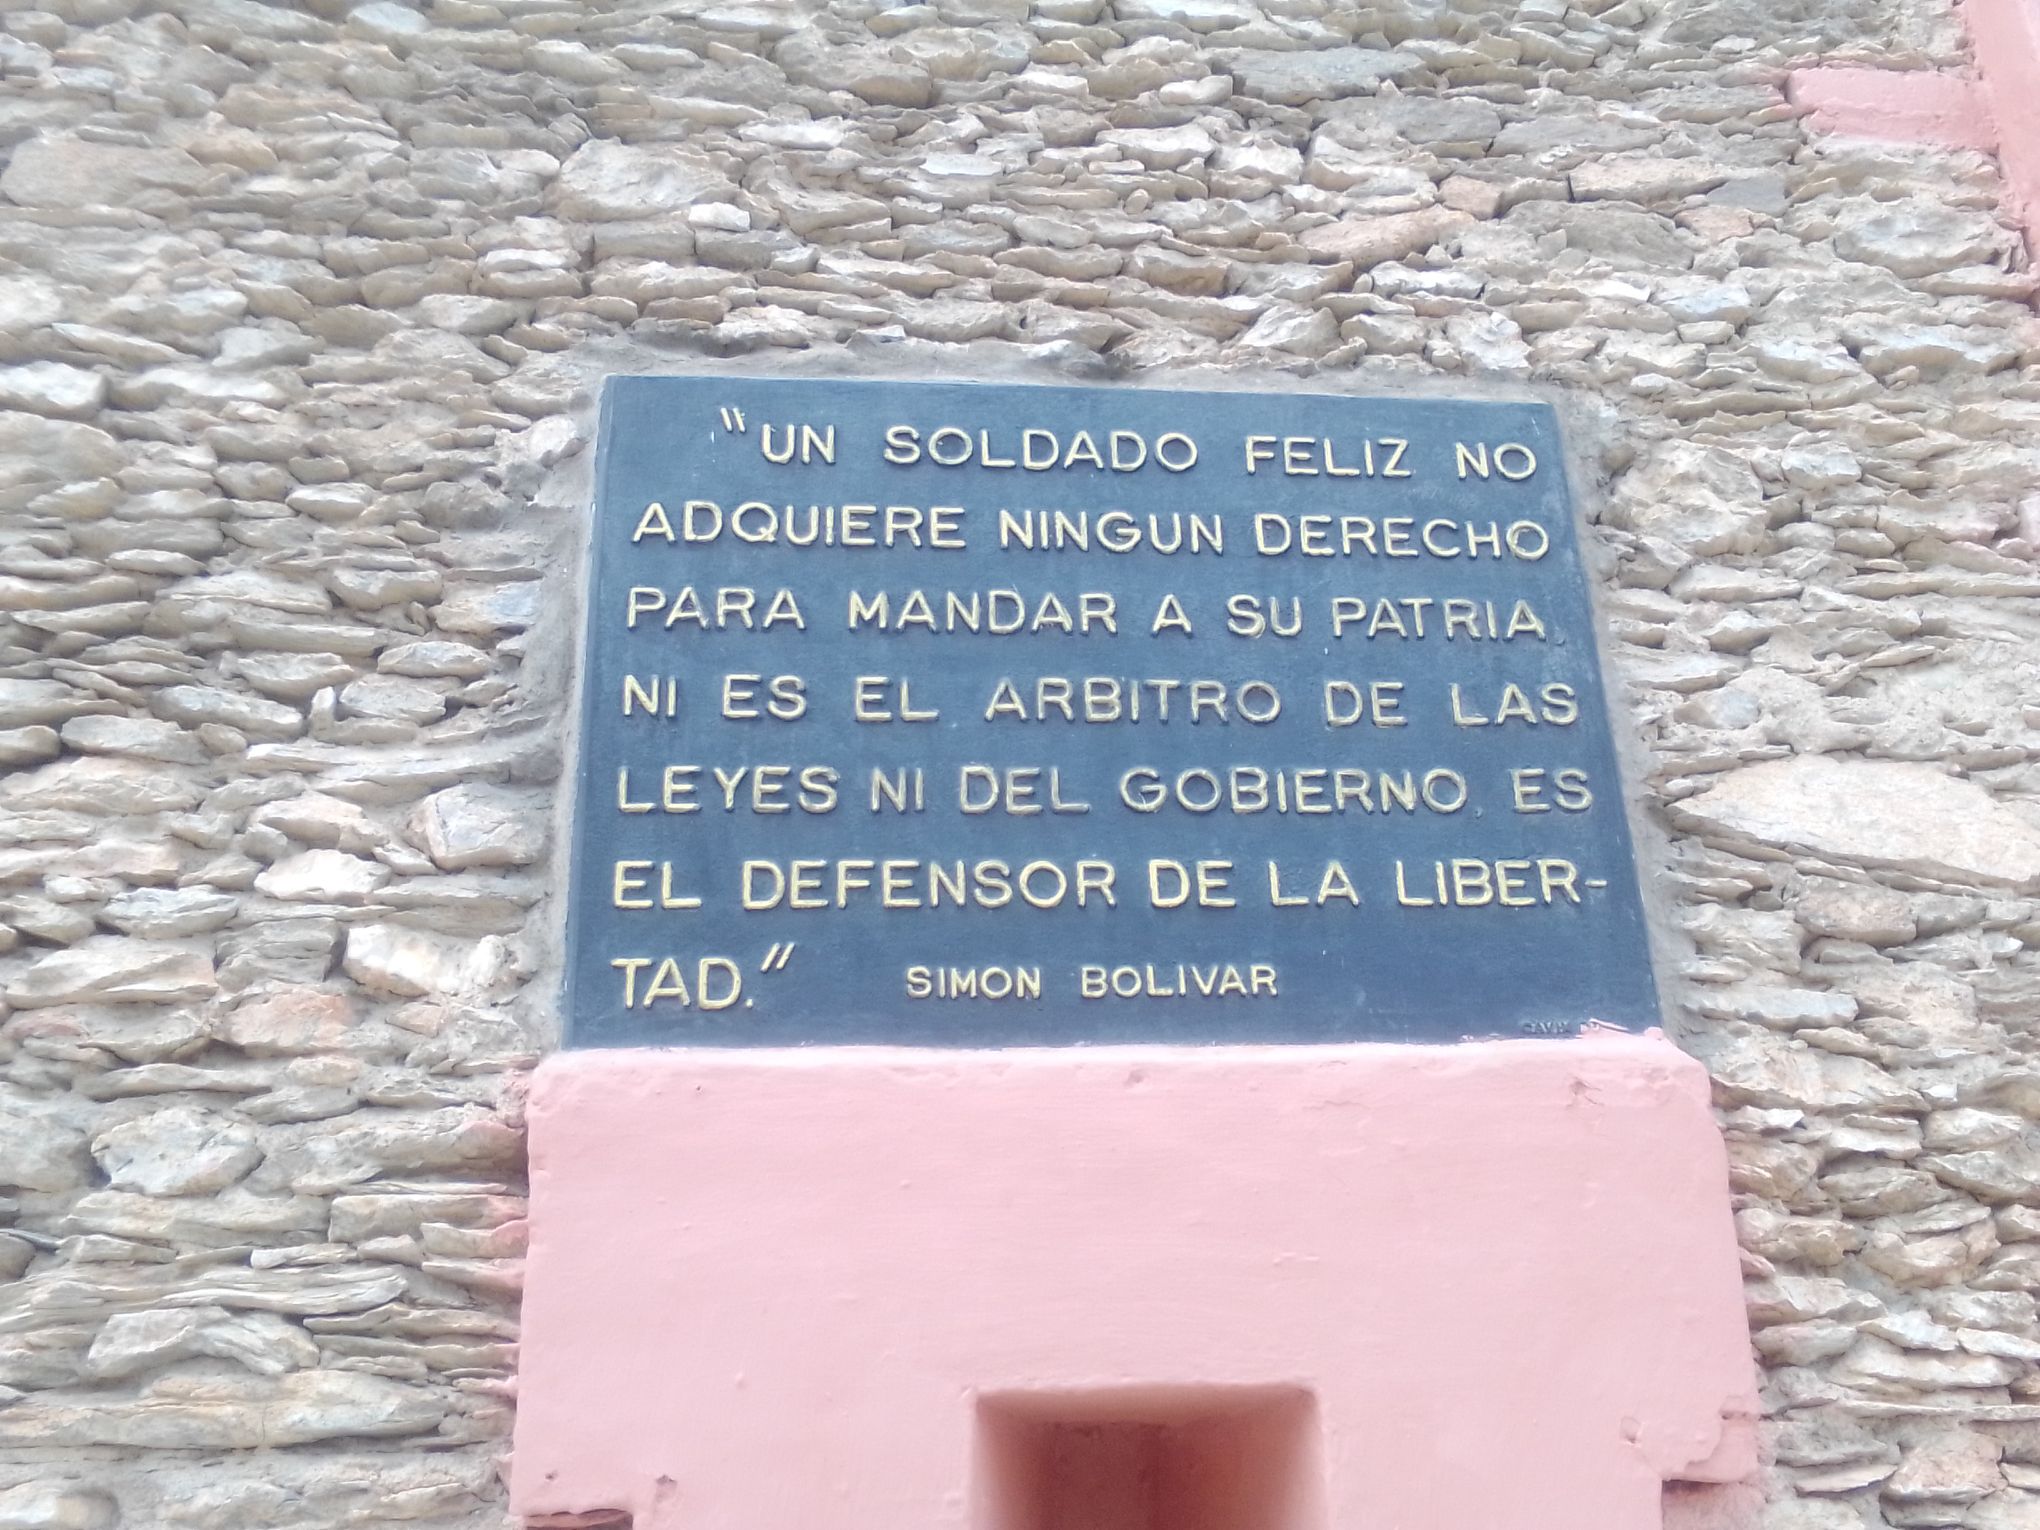 "UN SOLDADO FELIZ NO
ADQUIERE NINGUN DERECHO
PARA MANDAR A SU PATRIA
NI ES EL ARBITRO DE LAS
LEYES NI DEL GOBIERNO, ES
EL DEFENSOR DE LA LIBER-
TAD." SIMON BOLIVAR